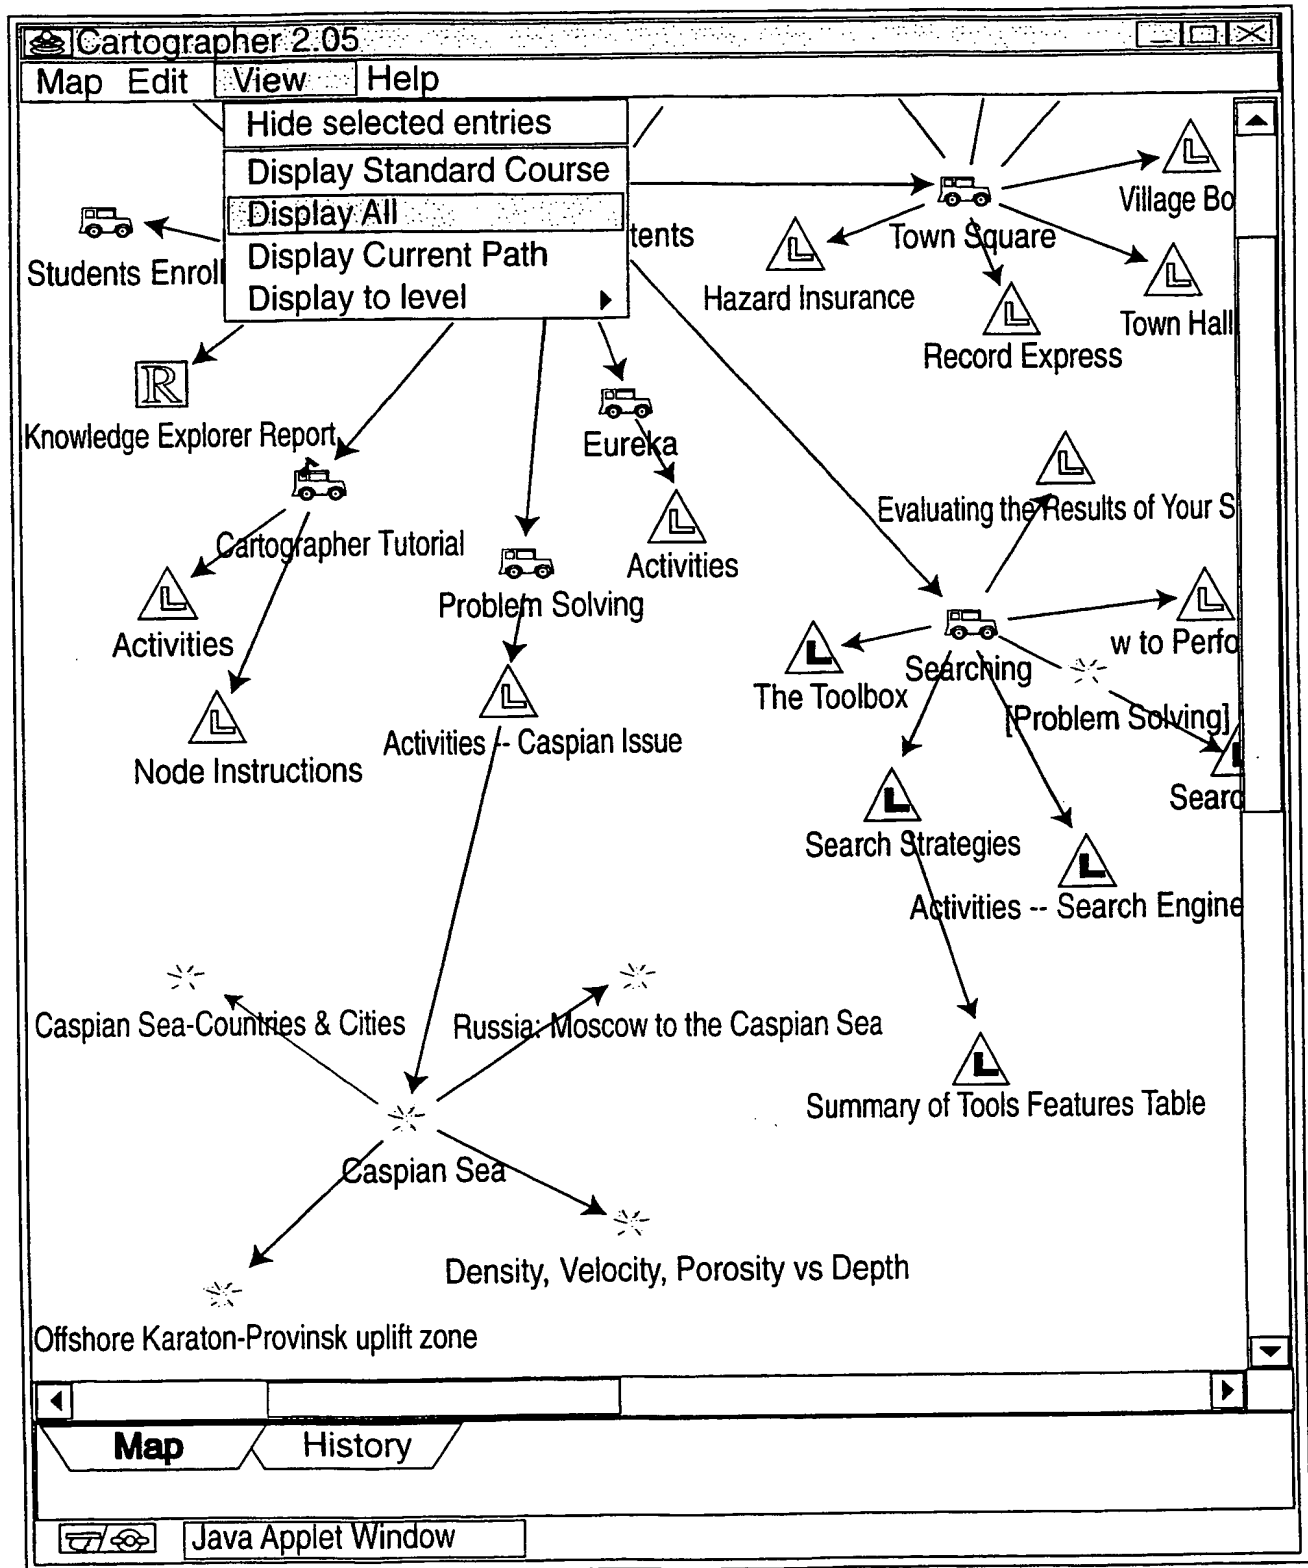 Cartographer 2.05
Map Edit View Help
Hide selected entries
Display Standard Course
Display All
Display Current Path
Display to level
tents
Students Enroll
Town Square
Village Bo
L
L
Hazard Insurance
L
Town Hall
L
Record Express
R
Knowledge Explorer Report
Eureka
L
Evaluating the Results of Your S
Cartographer Tutorial
L
Activities
L
Activities
Problem Solving
L
w to Perfo
L
The Toolbox
Searching
[Problem Solving]
L
Node Instructions
L
Activities -- Caspian Issue
L
Searc
L
Search Strategies
L
Activities -- Search Engine
Caspian Sea-Countries & Cities
Russia: Moscow to the Caspian Sea
L
Summary of Tools Features Table
Caspian Sea
Density, Velocity, Porosity vs Depth
Offshore Karaton-Provinsk uplift zone
Map History
Java Applet Window